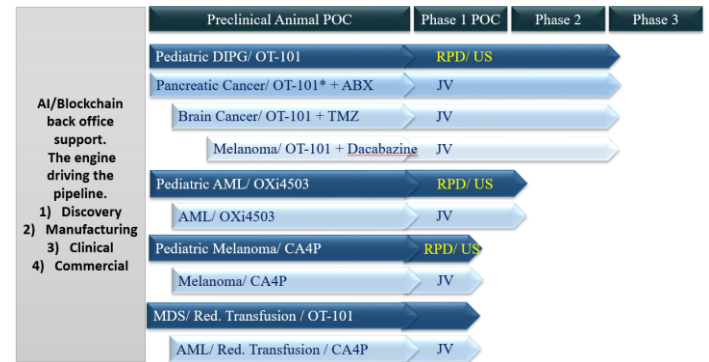 Preclinical Animal POC
Phase 1 POC
Phase 2
Phase 3
AI/Blockchain
back office
support.
The engine
driving the
pipeline.
1) Discovery
2) Manufacturing
3) Clinical
4) Commercial
Pediatric DIPG/ OT-101
RPD/ US
Pancreatic Cancer/ OT-101* + ABX
JV
Brain Cancer/ OT-101 + TMZ
JV
Melanoma/ OT-101 + Dacabazine
JV
Pediatric AML/ OXi4503
RPD/ US
AML/ OXi4503
JV
Pediatric Melanoma/ CA4P
RPD/ US
Melanoma/ CA4P
JV
MDS/ Red. Transfusion / OT-101
AML/ Red. Transfusion / CA4P
JV